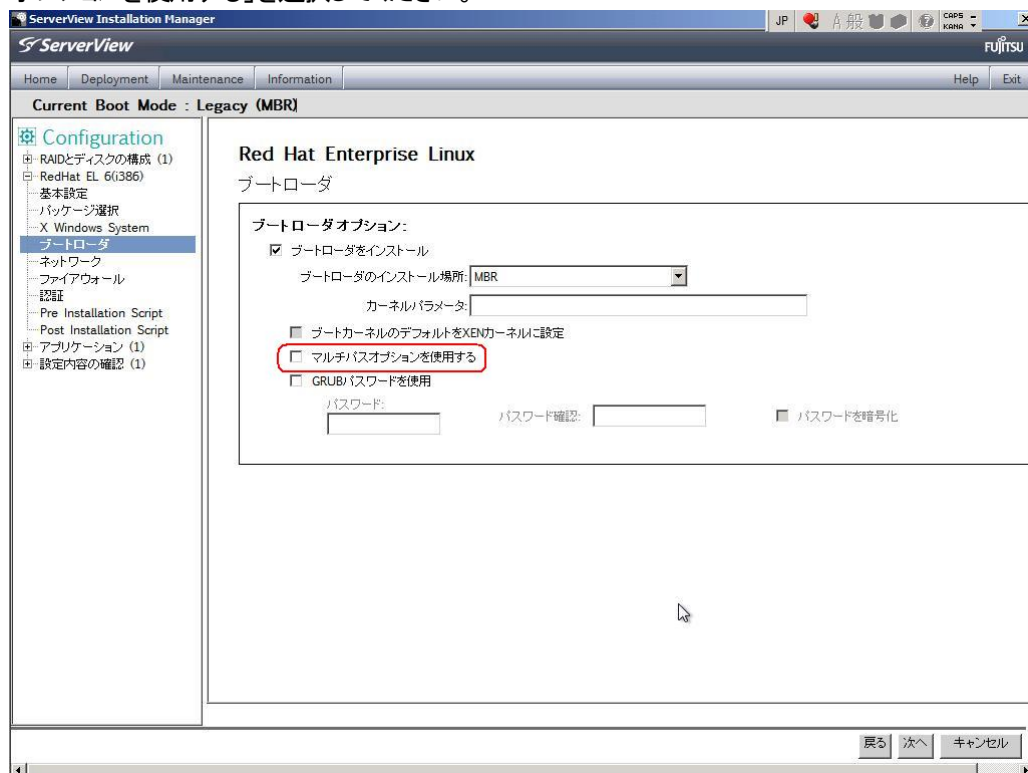 ServerView Installation Manager
JP A 般 CAPS KANA
ServerView
FUJITSU
Home Deployment Maintenance Information Help Exit
Current Boot Mode : Legacy (MBR)
Configuration
RAIDとディスクの構成 (1)
RedHat EL 6(i386)
基本設定
パッケージ選択
X Windows System
ブートローダ
ネットワーク
ファイアウォール
認証
Pre Installation Script
Post Installation Script
アプリケーション (1)
設定内容の確認 (1)
Red Hat Enterprise Linux
ブートローダ
ブートローダオプション:
ブートローダをインストール
ブートローダのインストール場所: MBR
カーネルパラメータ:
ブートカーネルのデフォルトをXENカーネルに設定
マルチパスオプションを使用する
GRUBパスワードを使用
パスワード:
パスワード確認:
パスワードを暗号化
戻る 次へ キャンセル